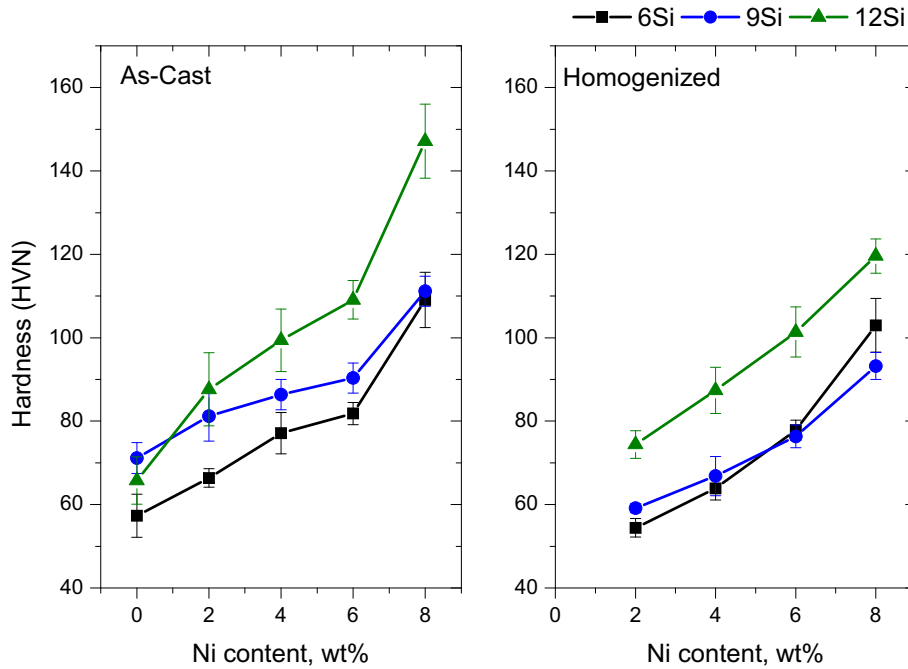 6Si 9Si 12Si
As-Cast
Homogenized
Hardness (HVN)
160
140
120
100
80
60
40
0 2 4 6 8
Ni content, wt%
160
140
120
100
80
60
40
2 4 6 8
Ni content, wt%